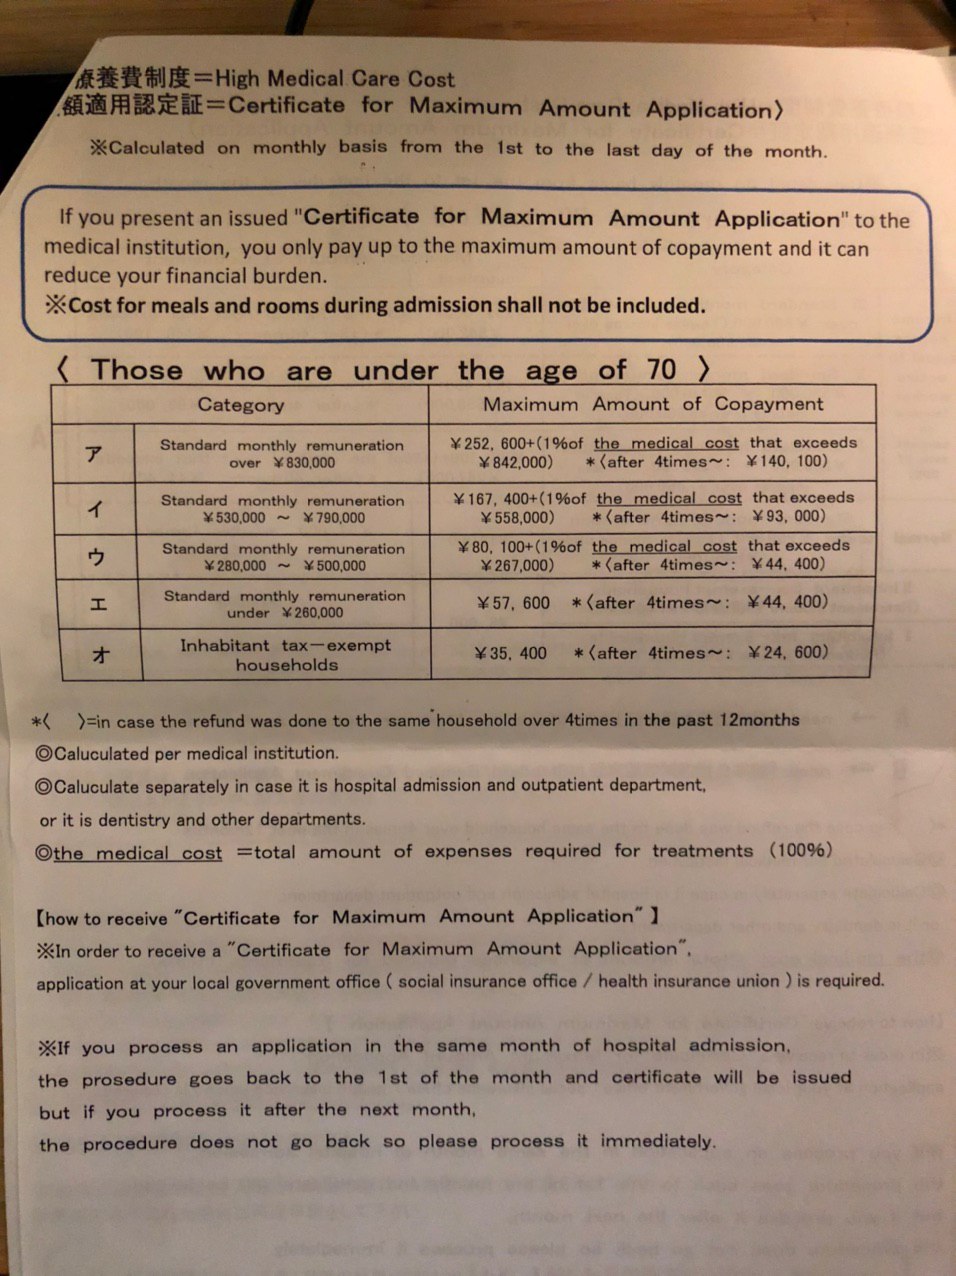 療養費制度＝High Medical Care Cost
額適用認定証＝Certificate for Maximum Amount Application〉
※Calculated on monthly basis from the 1st to the last day of the month.
If you present an issued "Certificate for Maximum Amount Application" to the
medical institution, you only pay up to the maximum amount of copayment and it can
reduce your financial burden.
※Cost for meals and rooms during admission shall not be included.
〈 Those who are under the age of 70 〉
Category Maximum Amount of Copayment
ア Standard monthly remuneration over ¥830,000 ¥252, 600+(1%of the medical cost that exceeds
¥842,000) *〈after 4times～: ¥140, 100)
イ Standard monthly remuneration ¥530,000 ～ ¥790,000 ¥167, 400+(1%of the medical cost that exceeds
¥558,000) *〈after 4times～: ¥93, 000)
ウ Standard monthly remuneration ¥280,000 ～ ¥500,000 ¥80, 100+(1%of the medical cost that exceeds
¥267,000) *〈after 4times～: ¥44, 400)
エ Standard monthly remuneration under ¥260,000 ¥57, 600 *〈after 4times～: ¥44, 400)
オ Inhabitant tax－exempt households ¥35, 400 *〈after 4times～: ¥24, 600)
*〈 〉=in case the refund was done to the same household over 4times in the past 12months
◎Caluculated per medical institution.
◎Caluculate separately in case it is hospital admission and outpatient department,
or it is dentistry and other departments.
◎the medical cost ＝total amount of expenses required for treatments (100%)
【how to receive "Certificate for Maximum Amount Application" 】
※In order to receive a "Certificate for Maximum Amount Application",
application at your local government office ( social insurance office / health insurance union ) is required.
※If you process an application in the same month of hospital admission,
the prosedure goes back to the 1st of the month and certificate will be issued
but if you process it after the next month,
the procedure does not go back so please process it immediately.